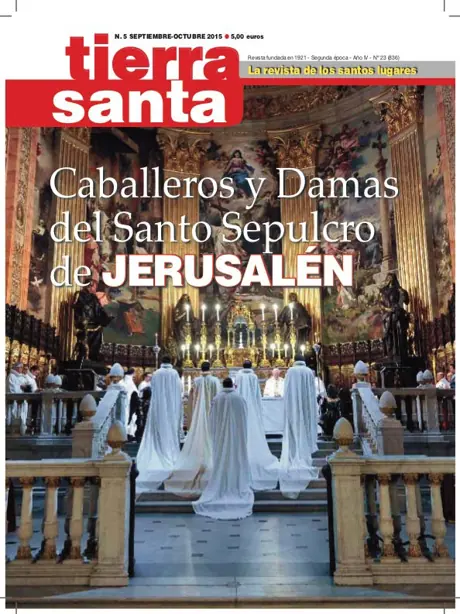 N. 5 SEPTIEMBRE-OCTUBRE 2015 ● 5,00 euros
tierra
santa
Revista fundada en 1921 - Segunda época - Año IV - Nº 23 (836)
La revista de los santos lugares
Caballeros y Damas
del Santo Sepulcro
de JERUSALÉN